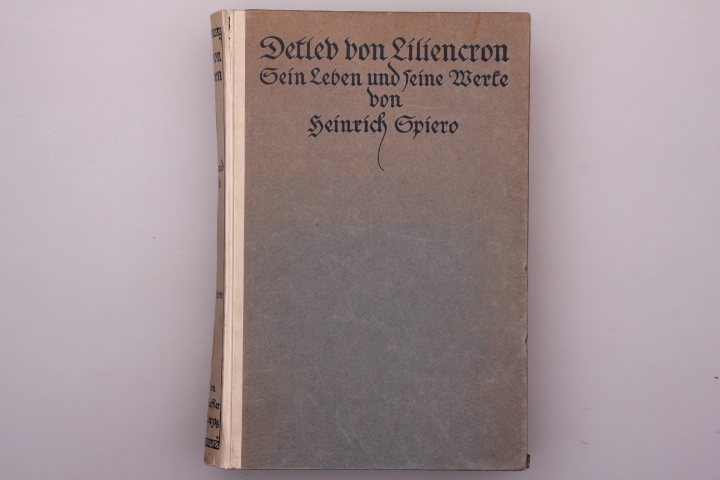 Detlev von Liliencron
Sein Leben und seine Werke
von
Heinrich Spiero